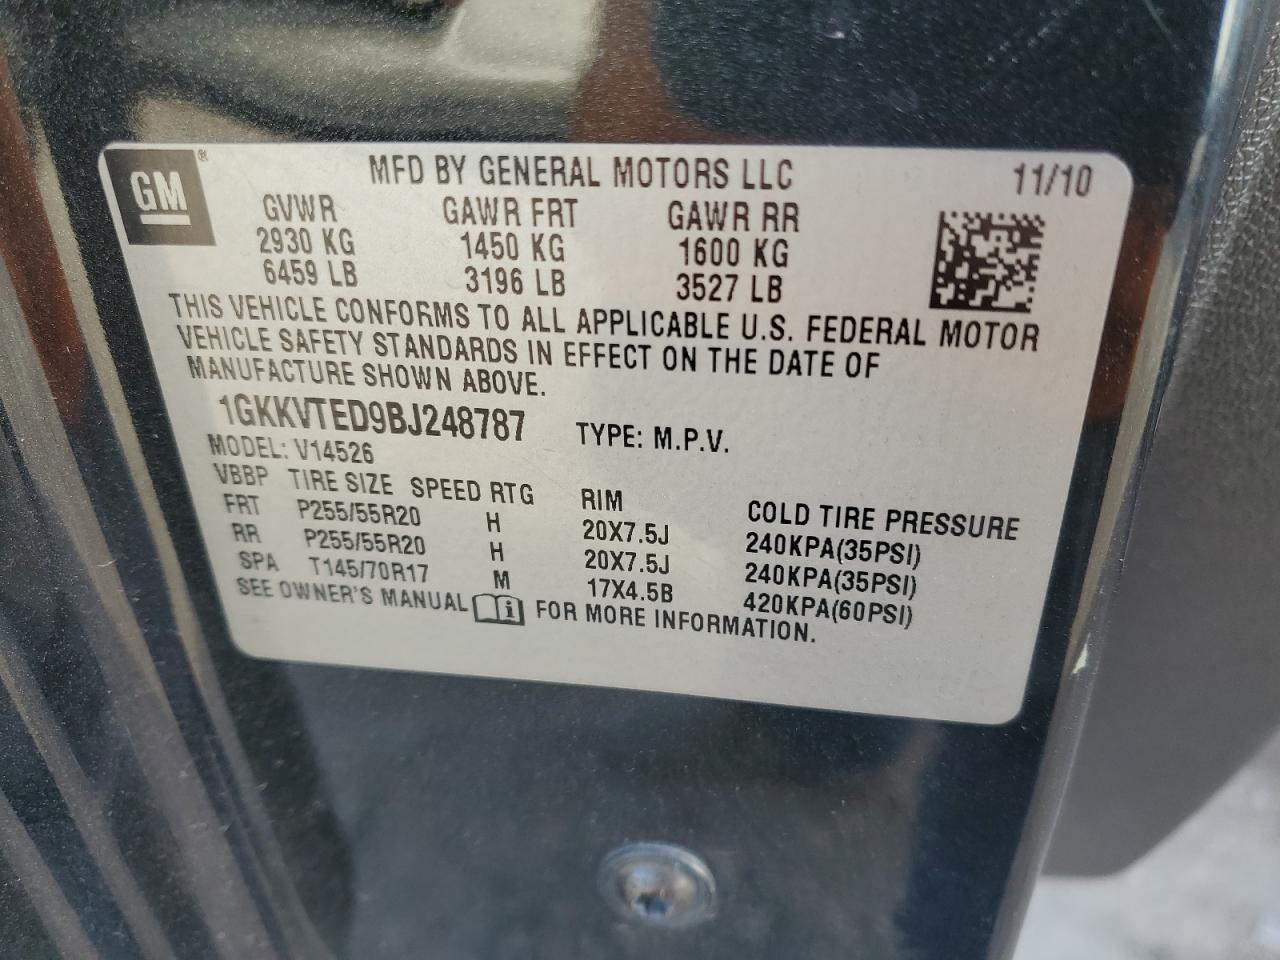 GM®
MFD BY GENERAL MOTORS LLC 11/10
GVWR GAWR FRT GAWR RR
2930 KG 1450 KG 1600 KG
6459 LB 3196 LB 3527 LB
THIS VEHICLE CONFORMS TO ALL APPLICABLE U.S. FEDERAL MOTOR
VEHICLE SAFETY STANDARDS IN EFFECT ON THE DATE OF
MANUFACTURE SHOWN ABOVE.
1GKKVTED9BJ248787 TYPE: M.P.V.
MODEL: V14526
VBBP TIRE SIZE SPEED RTG RIM COLD TIRE PRESSURE
FRT P255/55R20 H 20X7.5J 240KPA(35PSI)
RR P255/55R20 H 20X7.5J 240KPA(35PSI)
SPA T145/70R17 M 17X4.5B 420KPA(60PSI)
SEE OWNER'S MANUAL i FOR MORE INFORMATION.